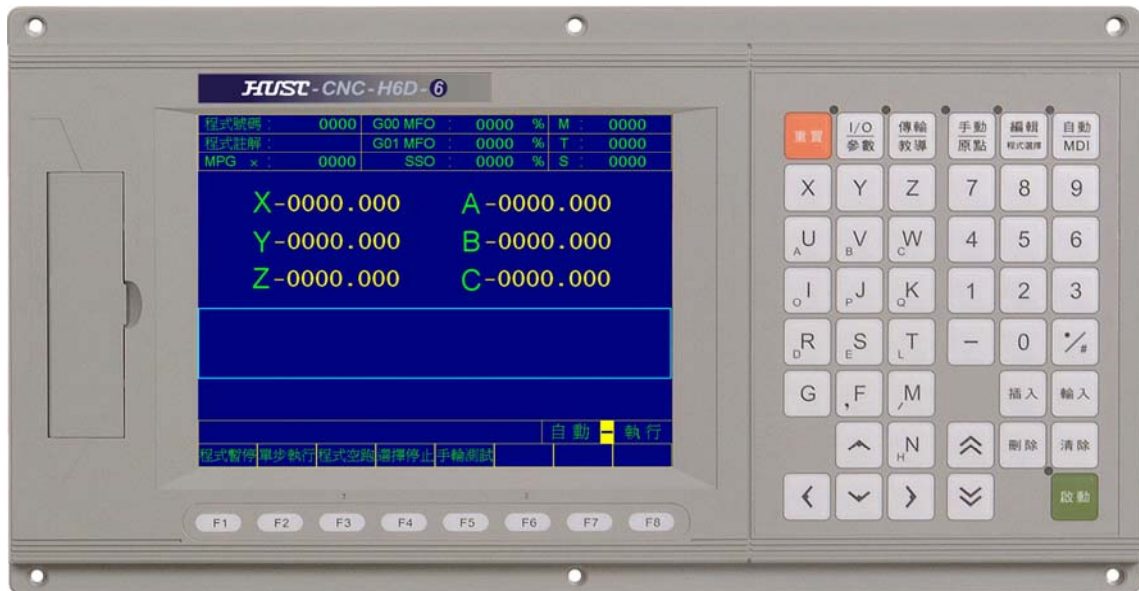 HUST-CNC-H6D-6
程式號碼 : 0000 G00 MFO : 0000 % M : 0000
程式註解 : G01 MFO : 0000 % T : 0000
MPG × : 0000 SSO : 0000 % S : 0000
X-0000.000 A-0000.000
Y-0000.000 B-0000.000
Z-0000.000 C-0000.000
自動 - 執行
程式暫停 單步執行 程式空跑 選擇停止 手輪測試
F1 F2 F3 F4 F5 F6 F7 F8
重置 I/O 參數 傳輸 教導 手動 原點 編輯 程式選擇 自動 MDI
X Y Z 7 8 9
U A V B W C 4 5 6
I O J P K Q 1 2 3
R D S E T L - 0 •/#
G F , M / 插入 輸入
N H 刪除 清除
啟動